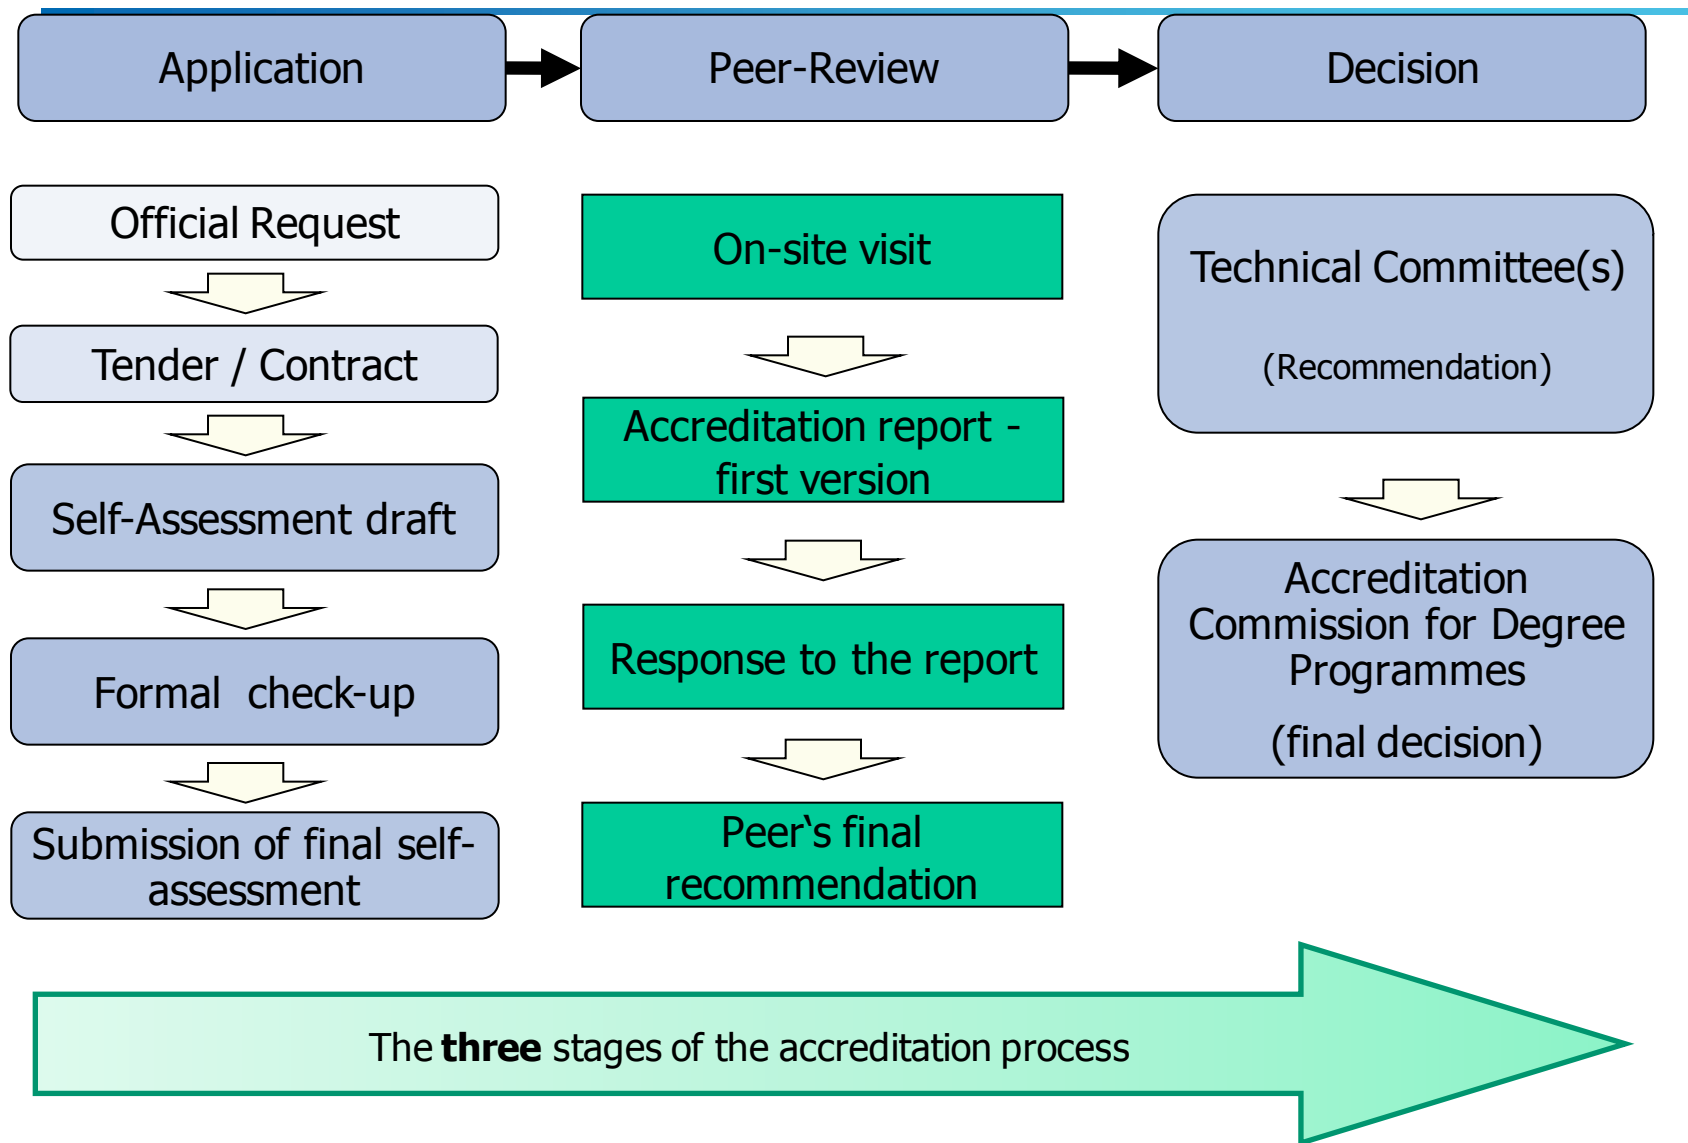 Application
Peer-Review
Decision
Official Request
Tender / Contract
Self-Assessment draft
Formal check-up
Submission of final self-
assessment
On-site visit
Accreditation report -
first version
Response to the report
Peer‘s final
recommendation
Technical Committee(s)
(Recommendation)
Accreditation
Commission for Degree
Programmes
(final decision)
The three stages of the accreditation process